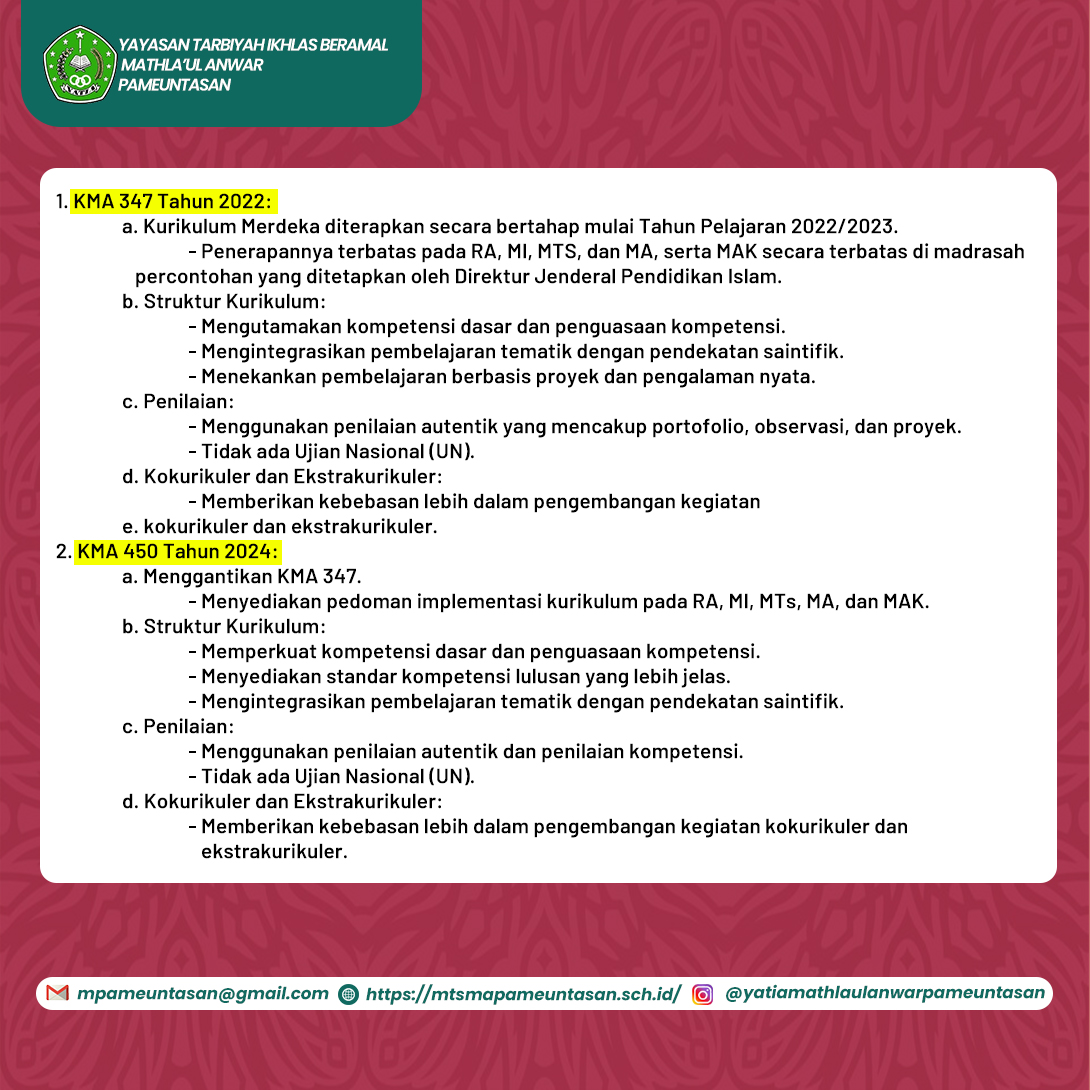 YAYASAN TARBIYAH IKHLAS BERAMAL
MATHLA'UL ANWAR
PAMEUNTASAN
1. KMA 347 Tahun 2022:
a. Kurikulum Merdeka diterapkan secara bertahap mulai Tahun Pelajaran 2022/2023.
- Penerapannya terbatas pada RA, MI, MTS, dan MA, serta MAK secara terbatas di madrasah
percontohan yang ditetapkan oleh Direktur Jenderal Pendidikan Islam.
b. Struktur Kurikulum:
- Mengutamakan kompetensi dasar dan penguasaan kompetensi.
- Mengintegrasikan pembelajaran tematik dengan pendekatan saintifik.
- Menekankan pembelajaran berbasis proyek dan pengalaman nyata.
c. Penilaian:
- Menggunakan penilaian autentik yang mencakup portofolio, observasi, dan proyek.
- Tidak ada Ujian Nasional (UN).
d. Kokurikuler dan Ekstrakurikuler:
- Memberikan kebebasan lebih dalam pengembangan kegiatan
e. kokurikuler dan ekstrakurikuler.
2. KMA 450 Tahun 2024:
a. Menggantikan KMA 347.
- Menyediakan pedoman implementasi kurikulum pada RA, MI, MTs, MA, dan MAK.
b. Struktur Kurikulum:
- Memperkuat kompetensi dasar dan penguasaan kompetensi.
- Menyediakan standar kompetensi lulusan yang lebih jelas.
- Mengintegrasikan pembelajaran tematik dengan pendekatan saintifik.
c. Penilaian:
- Menggunakan penilaian autentik dan penilaian kompetensi.
- Tidak ada Ujian Nasional (UN).
d. Kokurikuler dan Ekstrakurikuler:
- Memberikan kebebasan lebih dalam pengembangan kegiatan kokurikuler dan
ekstrakurikuler.
mpameuntasan@gmail.com https://mtsmapameuntasan.sch.id/ @yatiamathlaulanwarpameuntasan